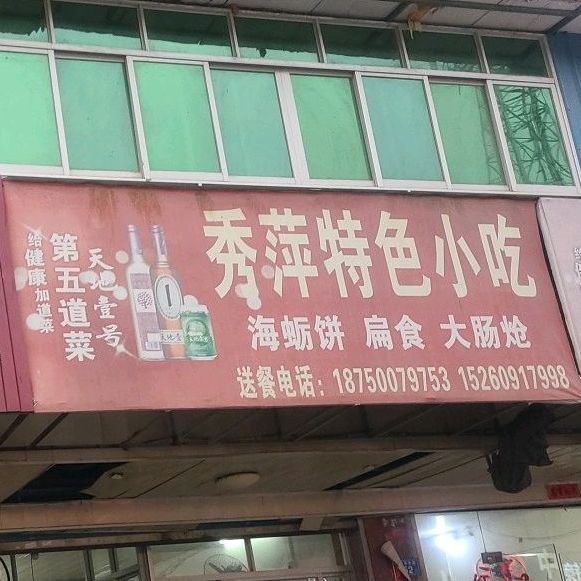 秀萍特色小吃
海蛎饼 扁食 大肠炝
送餐电话：18750079753 15260917998
给健康加道菜
第五道菜
天地壹号